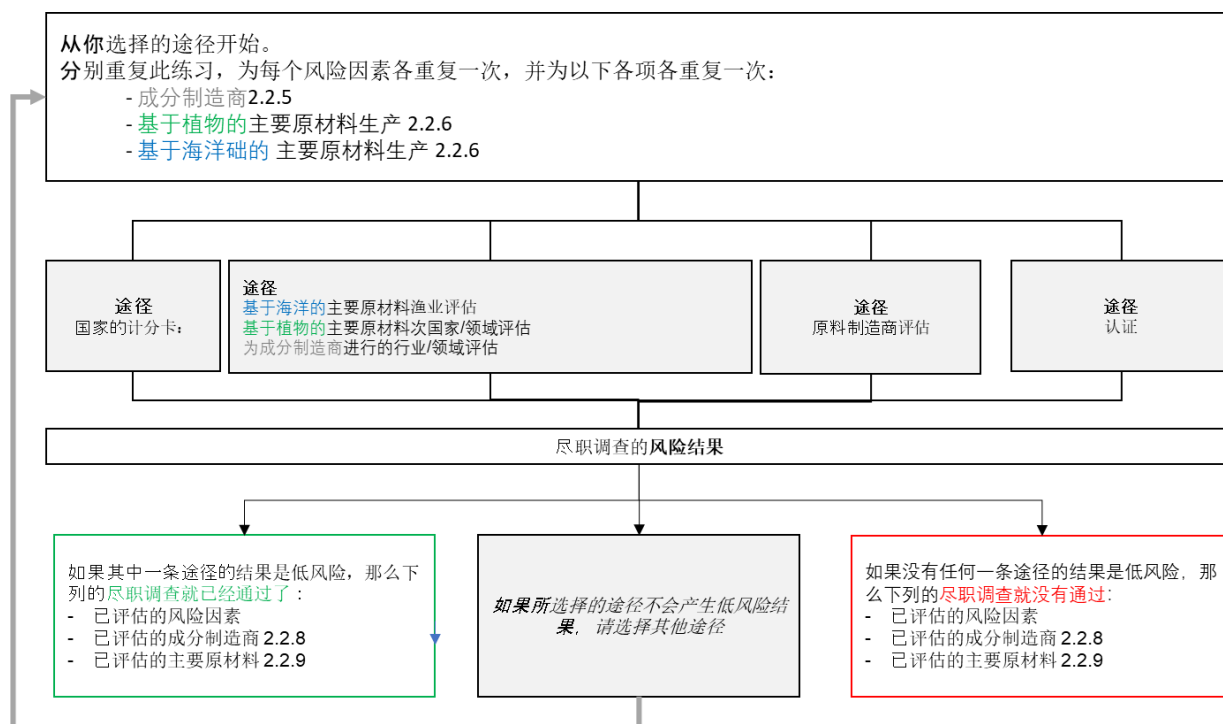 从你选择的途径开始。
分别重复此练习，为每个风险因素各重复一次，并为以下各项各重复一次：
- 成分制造商2.2.5
- 基于植物的主要原材料生产 2.2.6
- 基于海洋础的 主要原材料生产 2.2.6
途径
国家的计分卡：
途径
基于海洋的主要原材料渔业评估
基于植物的主要原材料次国家/领域评估
为成分制造商进行的行业/领域评估
途径
原料制造商评估
途径
认证
尽职调查的风险结果
如果其中一条途径的结果是低风险，那么下
列的尽职调查就已经通过了：
- 已评估的风险因素
- 已评估的成分制造商 2.2.8
- 已评估的主要原材料 2.2.9
如果所选择的途径不会产生低风险结
果，请选择其他途径
如果没有任何一条途径的结果是低风险，那
么下列的尽职调查就没有通过：
- 已评估的风险因素
- 已评估的成分制造商 2.2.8
- 已评估的主要原材料 2.2.9